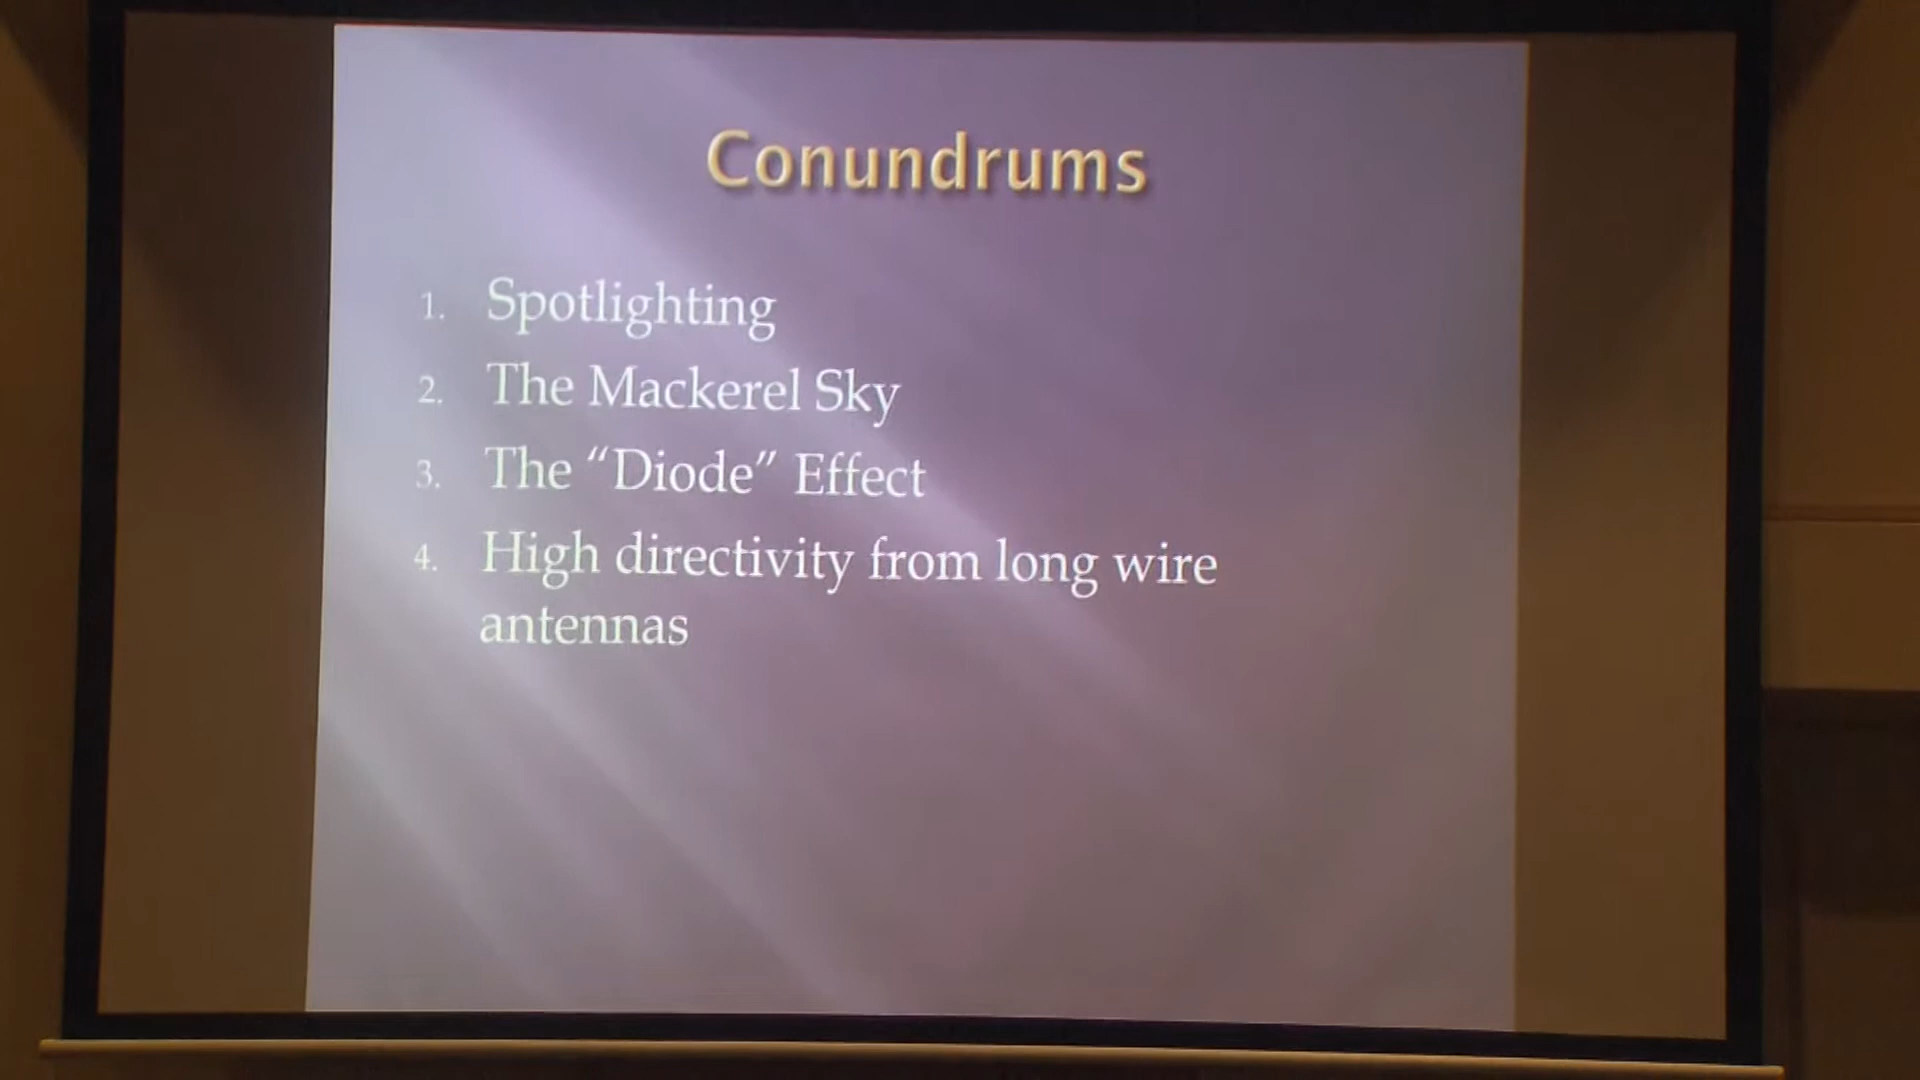 Conundrums
1. Spotlighting
2. The Mackerel Sky
3. The “Diode” Effect
4. High directivity from long wire
antennas